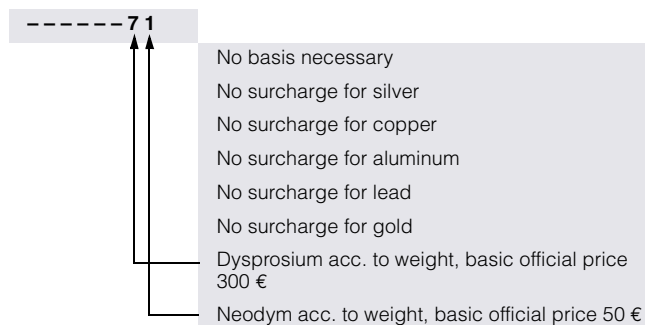 – – – – – – 7 1
No basis necessary
No surcharge for silver
No surcharge for copper
No surcharge for aluminum
No surcharge for lead
No surcharge for gold
Dysprosium acc. to weight, basic official price
300 €
Neodym acc. to weight, basic official price 50 €